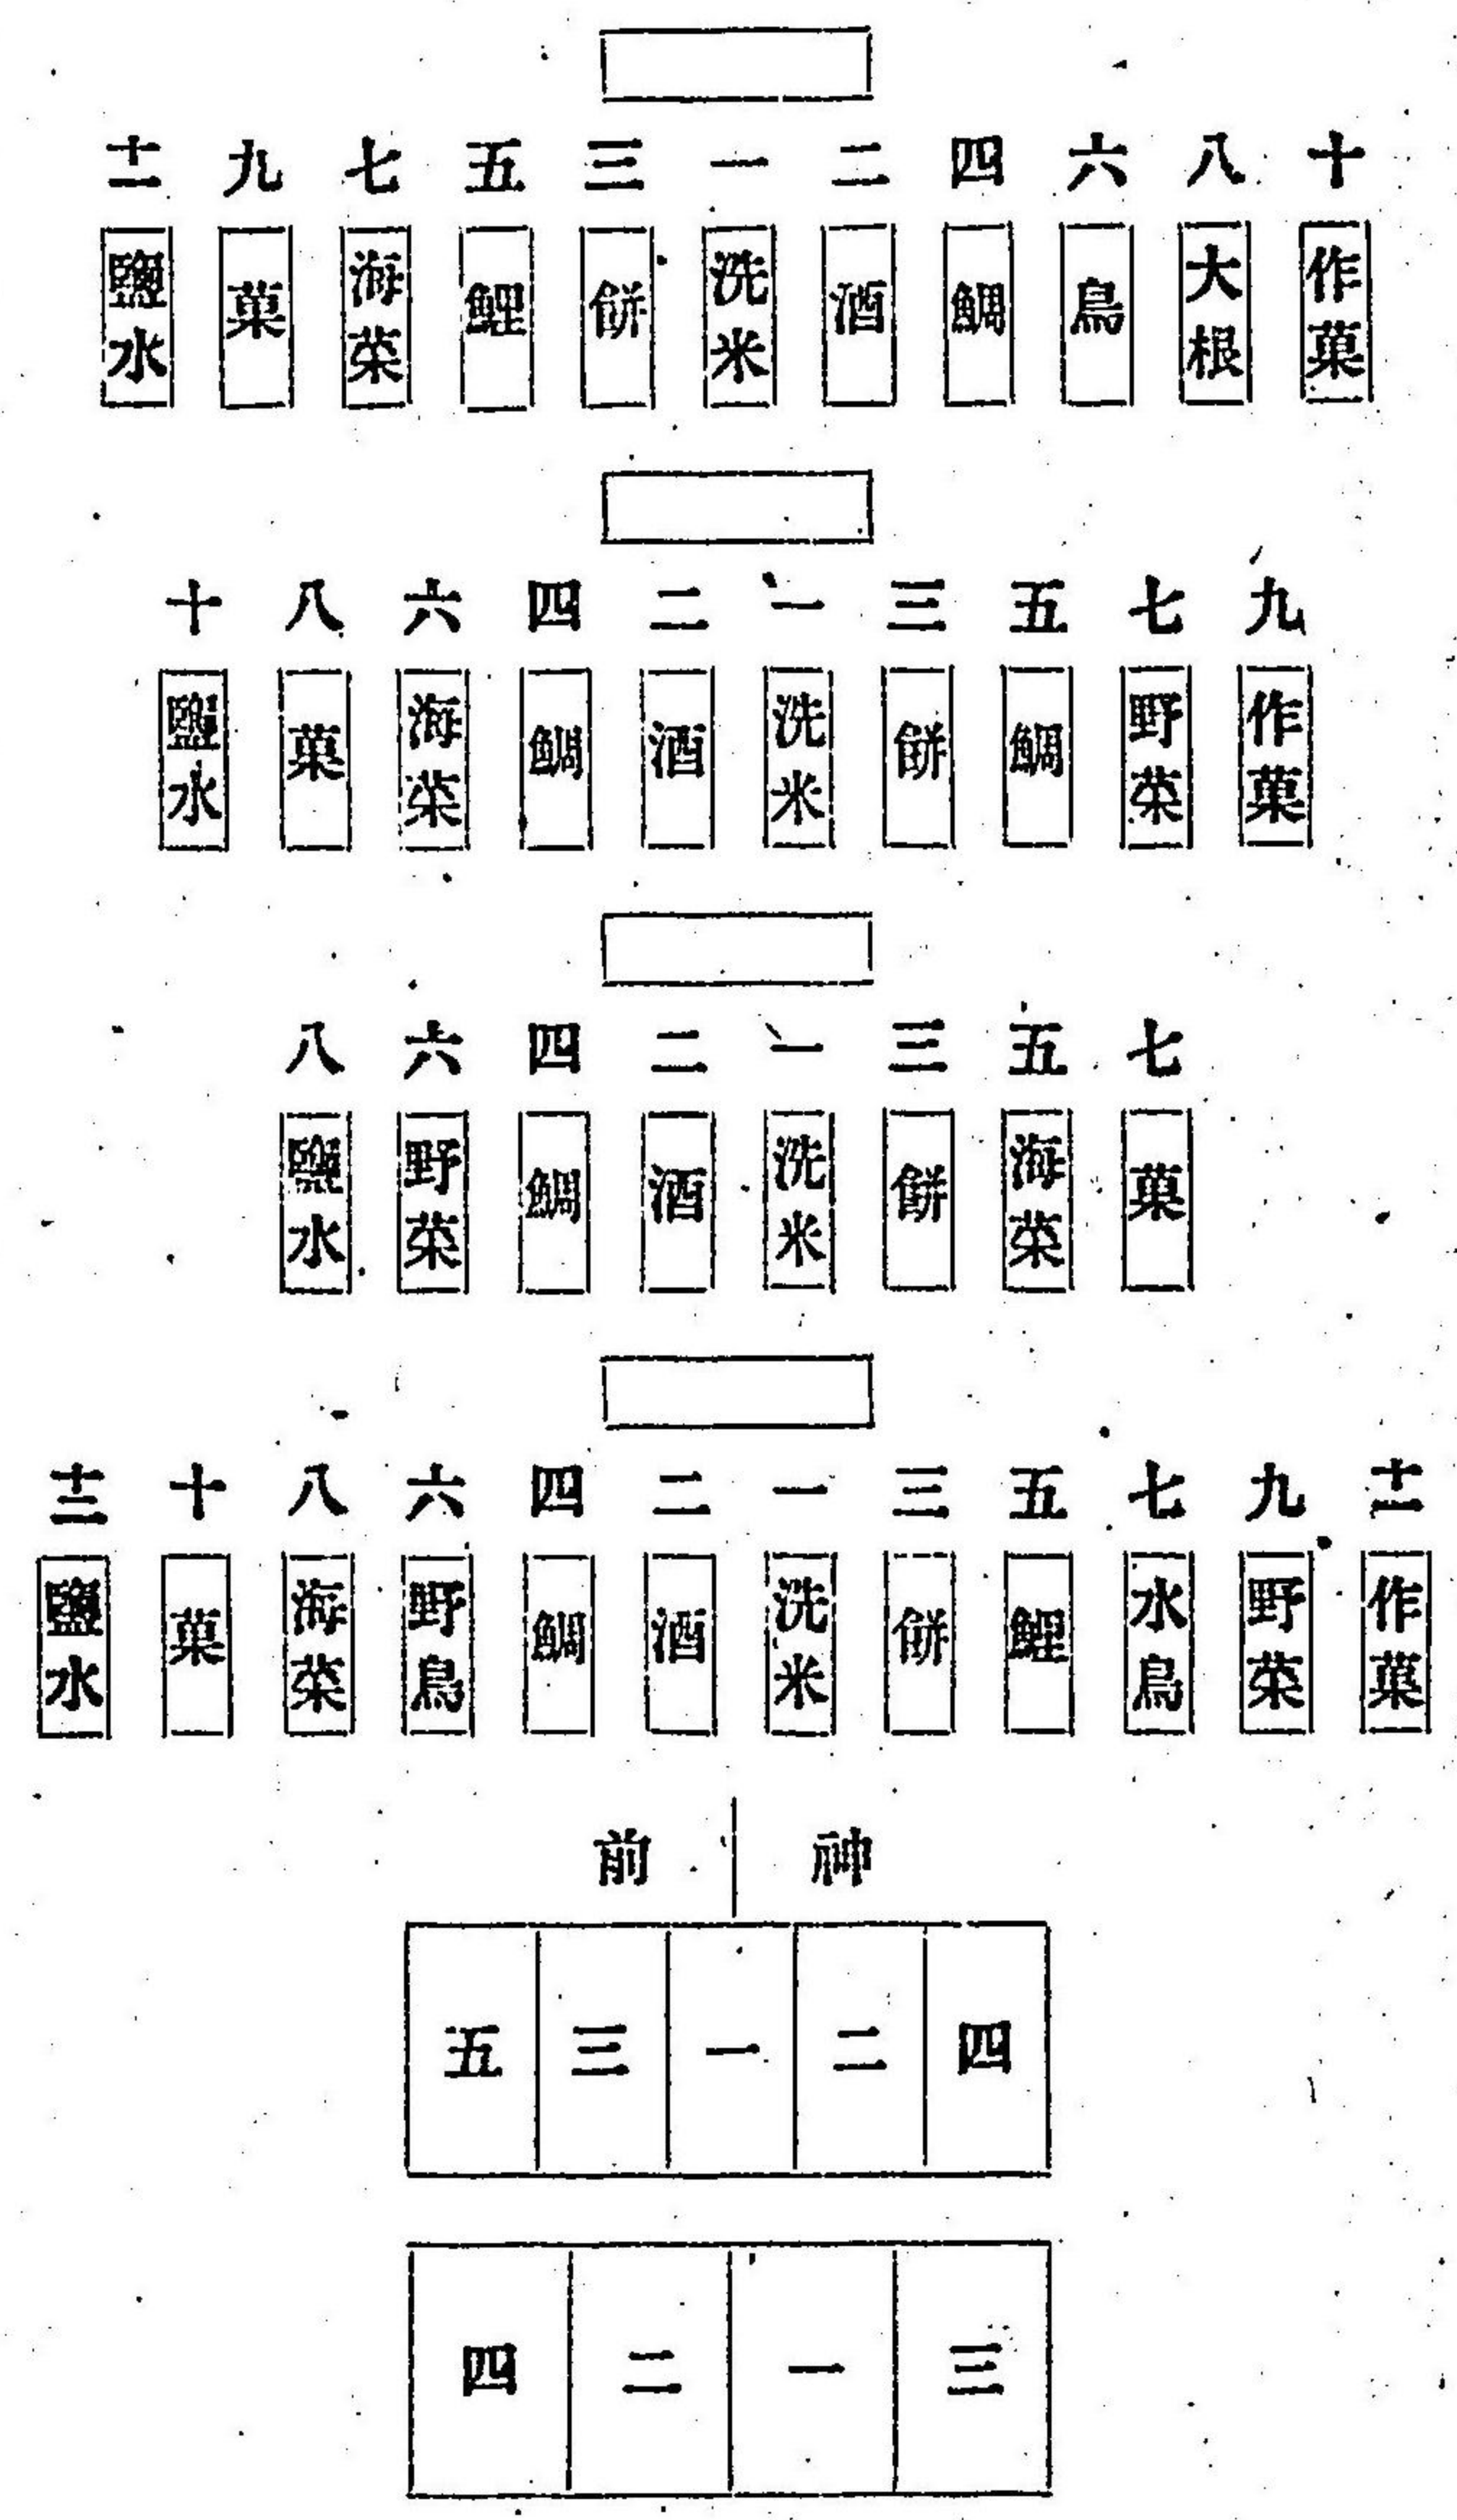 十 八 六 四 二 一 三 五 七 九 十一
作菓 大根 鳥 鯛 酒 洗米 餠 鯉 海菜 菓 鹽水
九 七 五 三 一 二 四 六 八 十
作菓 野菜 鯛 餠 洗米 酒 鯛 海菜 菓 鹽水
七 五 三 一 二 四 六 八
菓 海菜 餠 洗米 酒 鯛 野菜 鹽水
十一 九 七 五 三 一 二 四 六 八 十 十二
作菓 野菜 水鳥 鯉 餠 洗米 酒 鯛 野鳥 海菜 菓 鹽水
神前
四 二 一 三 五
三 一 二 四